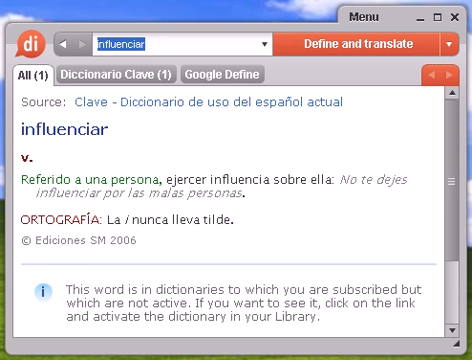 Menu
di
influenciar
Define and translate
All (1)
Diccionario Clave (1)
Google Define
Source: Clave - Diccionario de uso del español actual
influenciar
v.
Referido a una persona, ejercer influencia sobre ella: No te dejes
influenciar por las malas personas.
ORTOGRAFÍA: La i nunca lleva tilde.
© Ediciones SM 2006
i
This word is in dictionaries to which you are subscribed but
which are not active. If you want to see it, click on the link
and activate the dictionary in your Library.